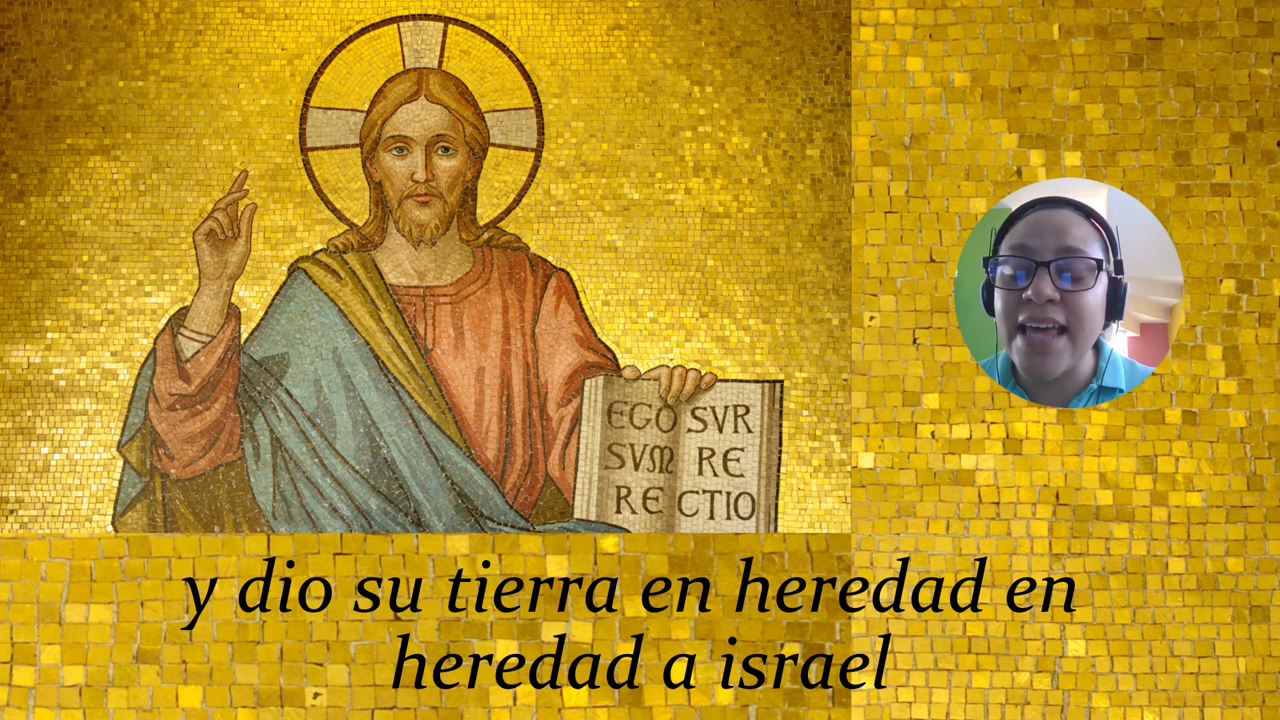 EGO SVR
SVM RE
RE CTIO
y dio su tierra en heredad en
heredad a israel